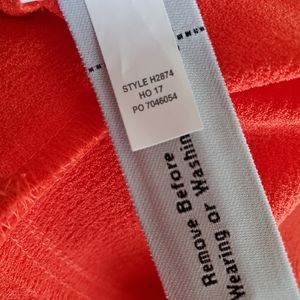 STYLE H2874
HO 17
PO 7046054
Remove Before
Wearing or Washin